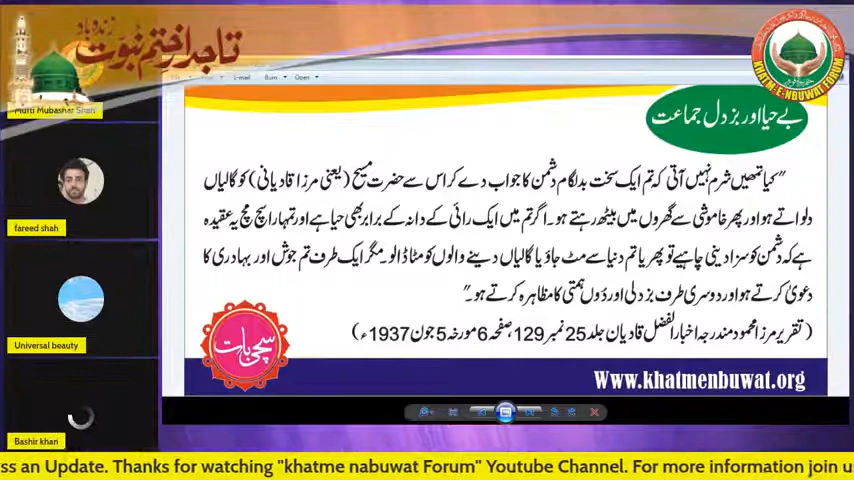 زندہ باد
تاجدار ختم نبوت
KHATM-E-NBUWAT FORUM
E-mail Burn Open
Mufti Mubashar Shah
fareed shah
Universal beauty
Bashir khan
بے حیا اور بزدل جماعت
"کیا تمھیں شرم نہیں آتی کہ تم ایک سخت بدلگام دشمن کا جواب دے کر اس سے حضرت مسیح (یعنی مرزا قادیانی) کو گالیاں
دلواتے ہو اور پھر خاموشی سے گھروں میں بیٹھ رہتے ہو۔ اگر تم میں ایک رائی کے دانہ کے برابر بھی حیا ہے اور تمہارا سچ مچ یہ عقیدہ
ہے کہ دشمن کو سزا دینی چاہیے تو پھر یا تم دنیا سے مٹ جاؤ یا گالیاں دینے والوں کو مٹا ڈالو۔ مگر ایک طرف تم جوش اور بہادری کا
دعویٰ کرتے ہو اور دوسری طرف بزدلی اور دُوں ہمتی کا مظاہرہ کرتے ہو۔"
(تقریر مرزا محمود مندرجہ اخبار الفضل قادیان جلد 25 نمبر 129، صفحہ 6 مورخہ 5 جون 1937ء)
سچی بات
Www.khatmenbuwat.org
ss an Update. Thanks for watching "khatme nabuwat Forum" Youtube Channel. For more information join u